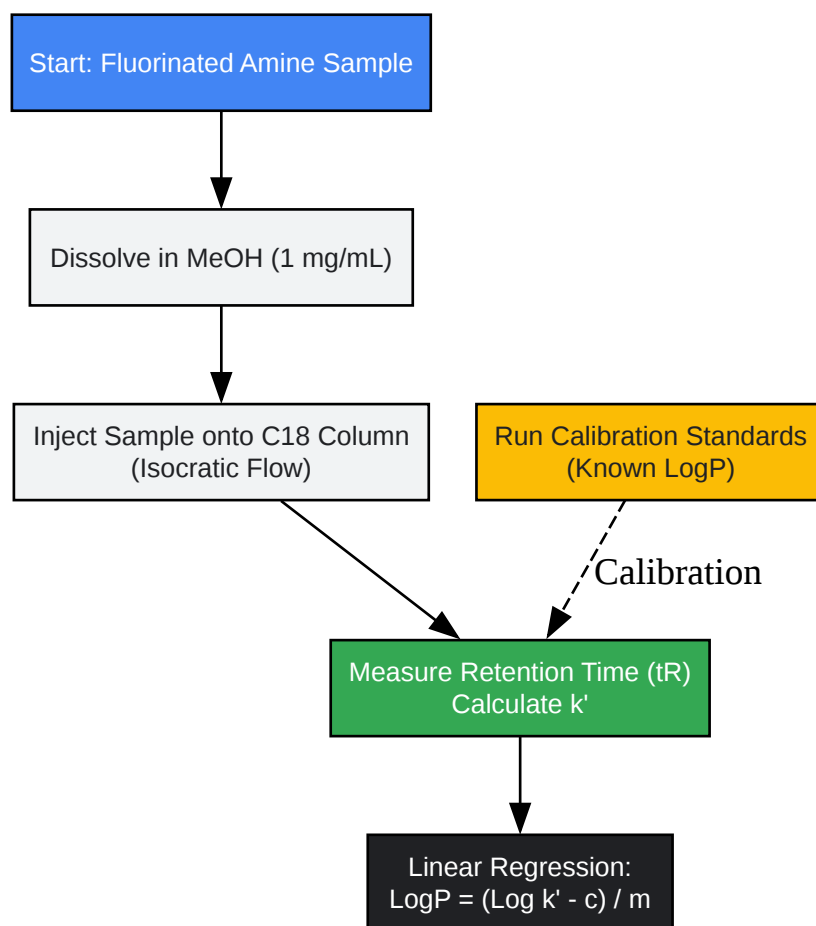 Start: Fluorinated Amine Sample
Dissolve in MeOH (1 mg/mL)
Inject Sample onto C18 Column
(Isocratic Flow)
Run Calibration Standards
(Known LogP)
Calibration
Measure Retention Time (tR)
Calculate k'
Linear Regression:
LogP = (Log k' - c) / m